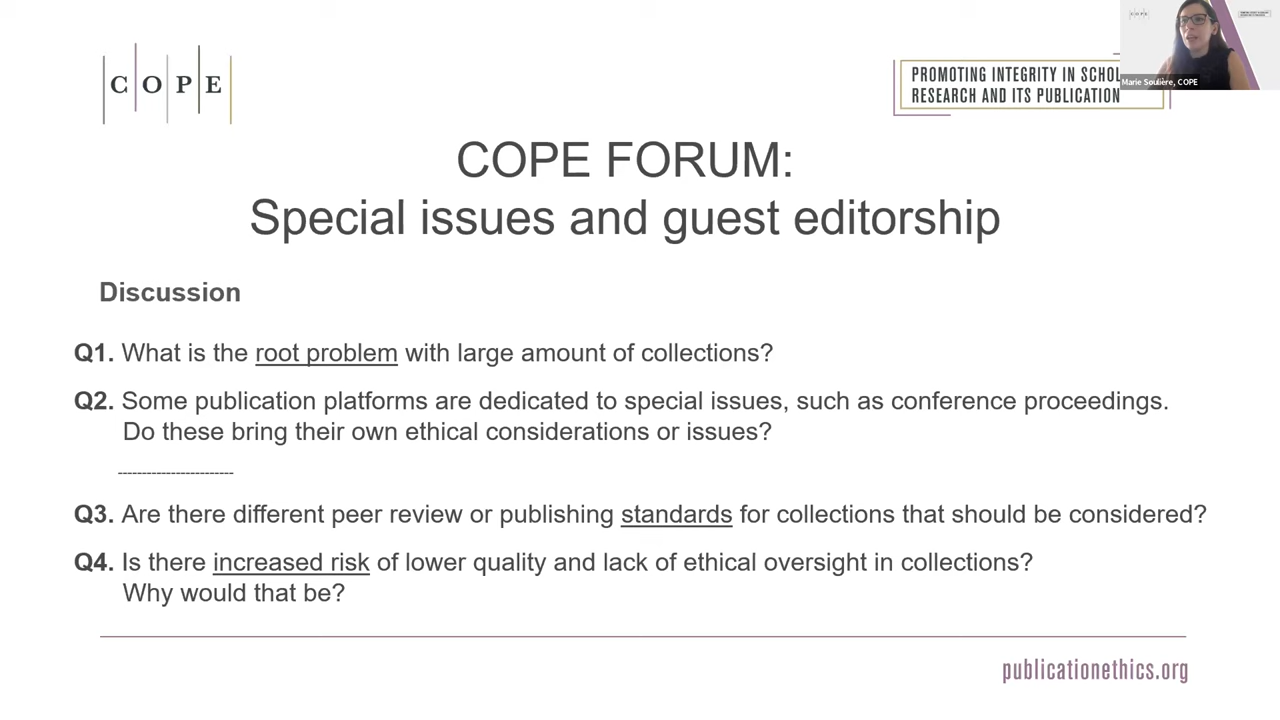 COPE
PROMOTING INTEGRITY IN
RESEARCH AND ITS PUBLICATION
Marie Soulière, COPE
COPE FORUM:
Special issues and guest editorship
Discussion
Q1. What is the root problem with large amount of collections?
Q2. Some publication platforms are dedicated to special issues, such as conference proceedings.
Do these bring their own ethical considerations or issues?
------------------------
Q3. Are there different peer review or publishing standards for collections that should be considered?
Q4. Is there increased risk of lower quality and lack of ethical oversight in collections?
Why would that be?
publicationethics.org